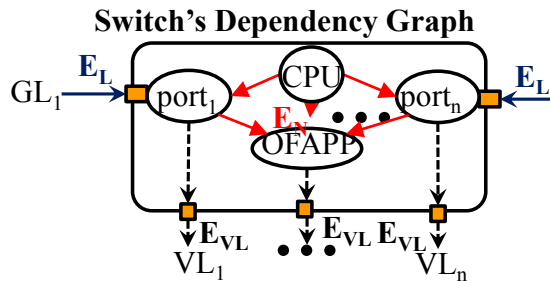 Switch's Dependency Graph
GL1 EL port1 CPU portn EL
EN
OFAPP
EVL EVL EVL
VL1 VLn